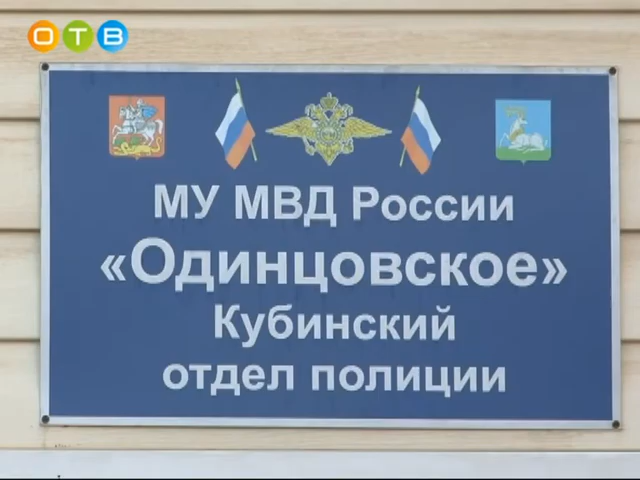 ОТВ
МУ МВД России
«Одинцовское»
Кубинский
отдел полиции